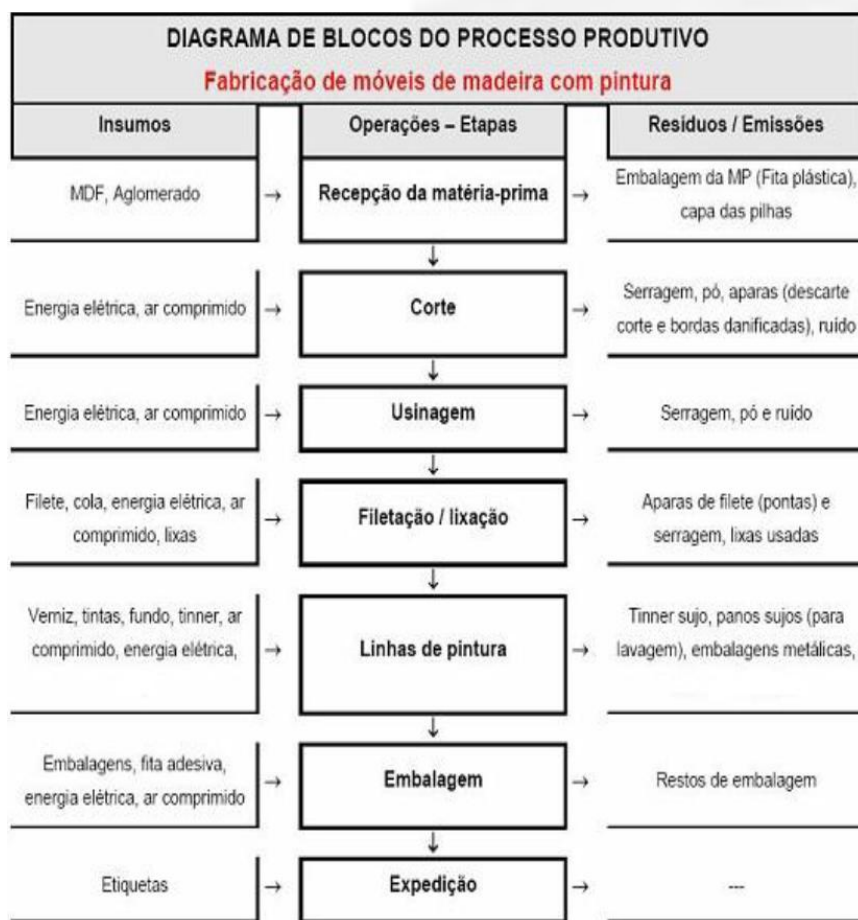 DIAGRAMA DE BLOCOS DO PROCESSO PRODUTIVO
Fabricação de móveis de madeira com pintura
Insumos
Operações – Etapas
Resíduos / Emissões
MDF, Aglomerado
→
Recepção da matéria-prima
→
Embalagem da MP (Fita plástica),
capa das pilhas
↓
Energia elétrica, ar comprimido
→
Corte
→
Serragem, pó, aparas (descarte
corte e bordas danificadas), ruído
↓
Energia elétrica, ar comprimido
→
Usinagem
→
Serragem, pó e ruído
↓
Filete, cola, energia elétrica, ar
comprimido, lixas
→
Filetação / lixação
→
Aparas de filete (pontas) e
serragem, lixas usadas
↓
Verniz, tintas, fundo, tinner, ar
comprimido, energia elétrica,
→
Linhas de pintura
→
Tinner sujo, panos sujos (para
lavagem), embalagens metálicas,
↓
Embalagens, fita adesiva,
energia elétrica, ar comprimido
→
Embalagem
→
Restos de embalagem
↓
Etiquetas
→
Expedição
→
---